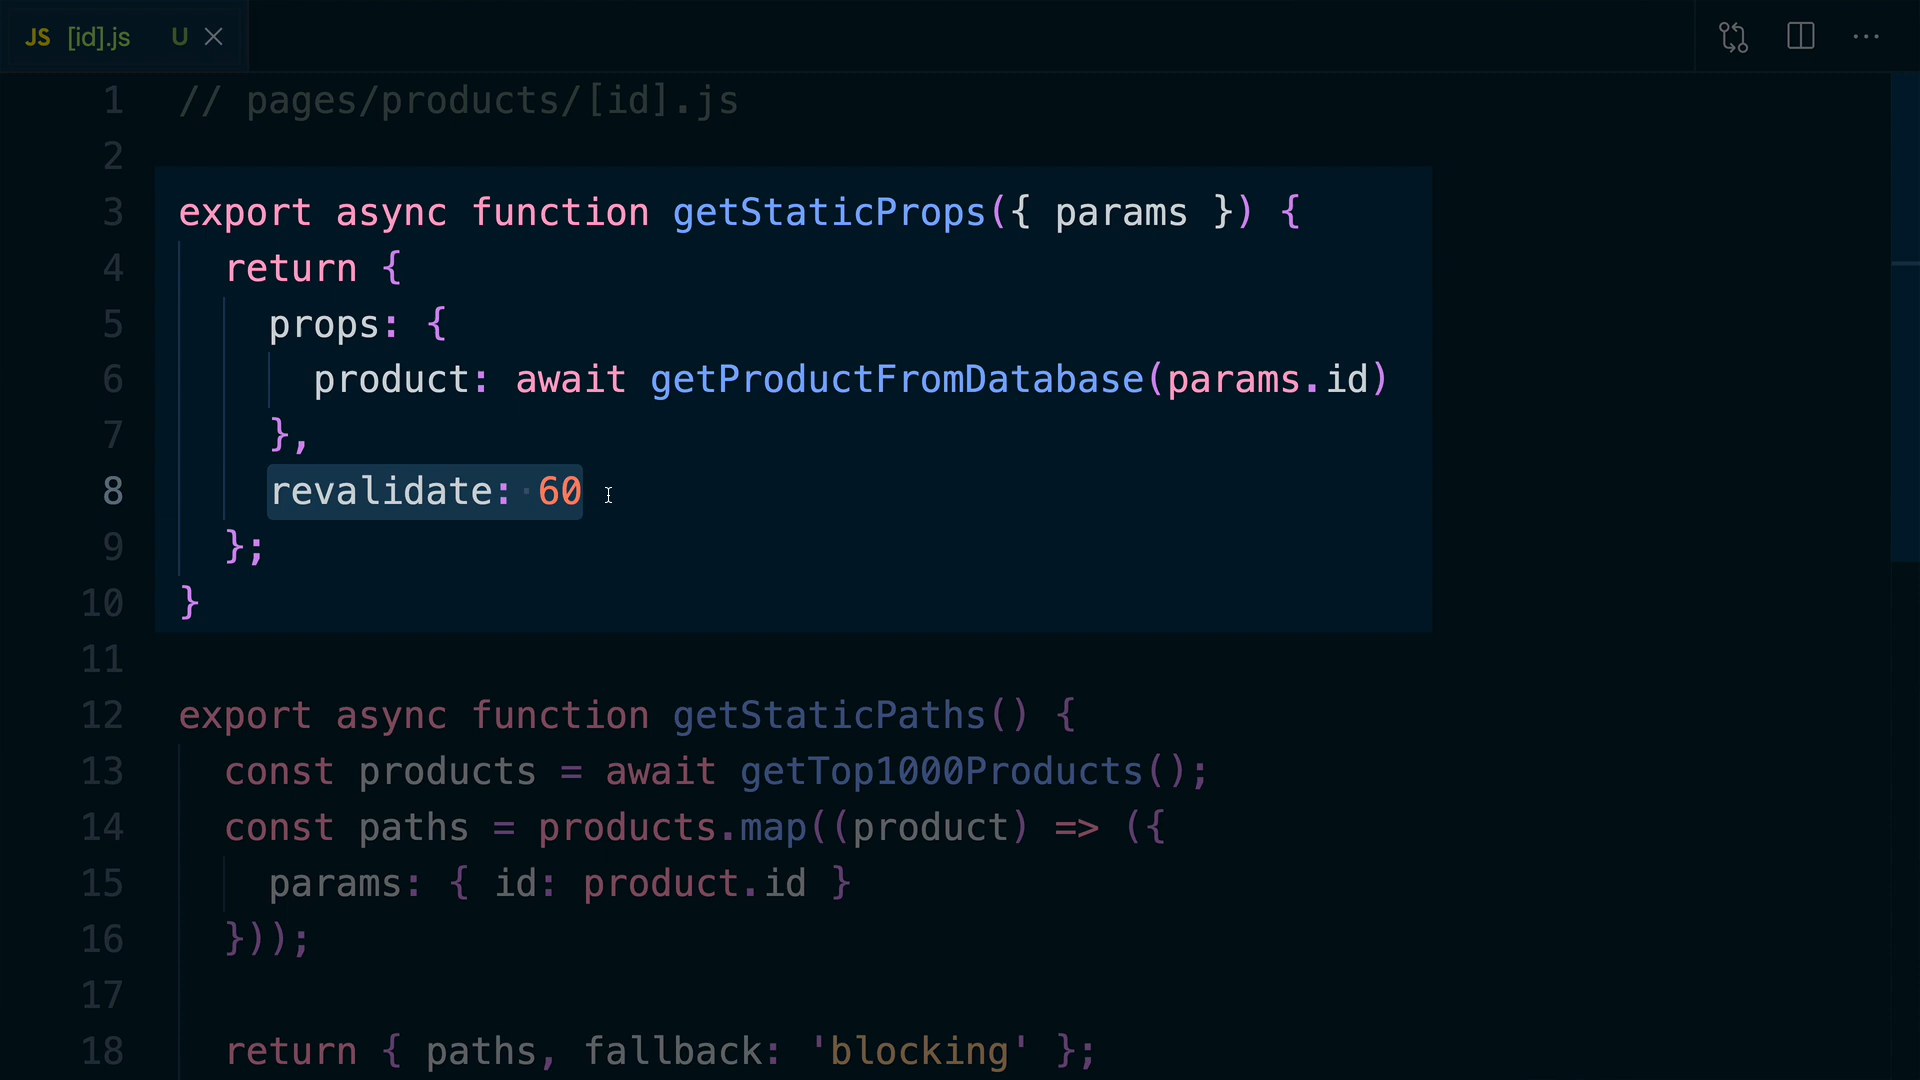 JS [id].js U
1 // pages/products/[id].js
2
3 export async function getStaticProps({ params }) {
4 return {
5 props: {
6 product: await getProductFromDatabase(params.id)
7 },
8 revalidate: 60
9 };
10 }
11
12 export async function getStaticPaths() {
13 const products = await getTop1000Products();
14 const paths = products.map((product) => ({
15 params: { id: product.id }
16 }));
17
18 return { paths, fallback: 'blocking' };